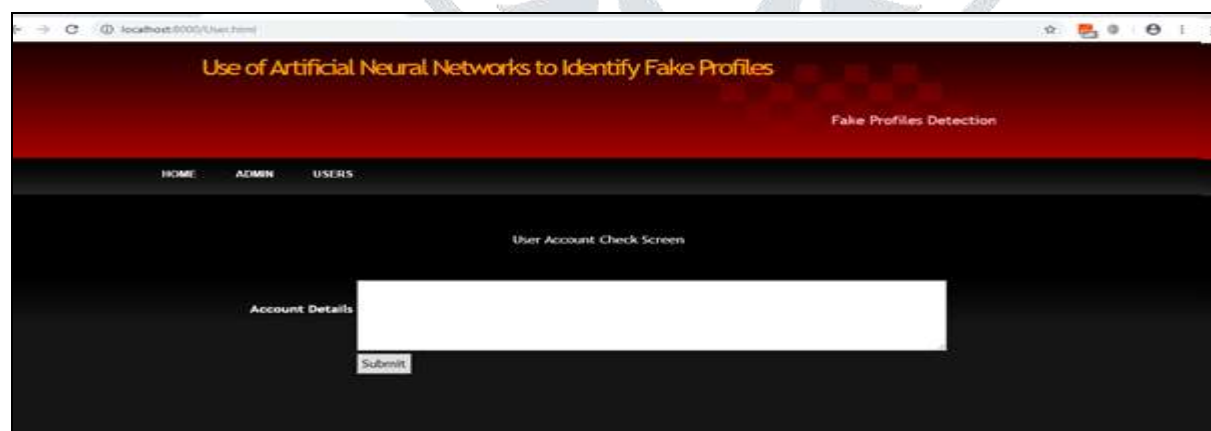 localhost:8000/User.html
Use of Artificial Neural Networks to Identify Fake Profiles
Fake Profiles Detection
HOME ADMIN USERS
User Account Check Screen
Account Details
Submit